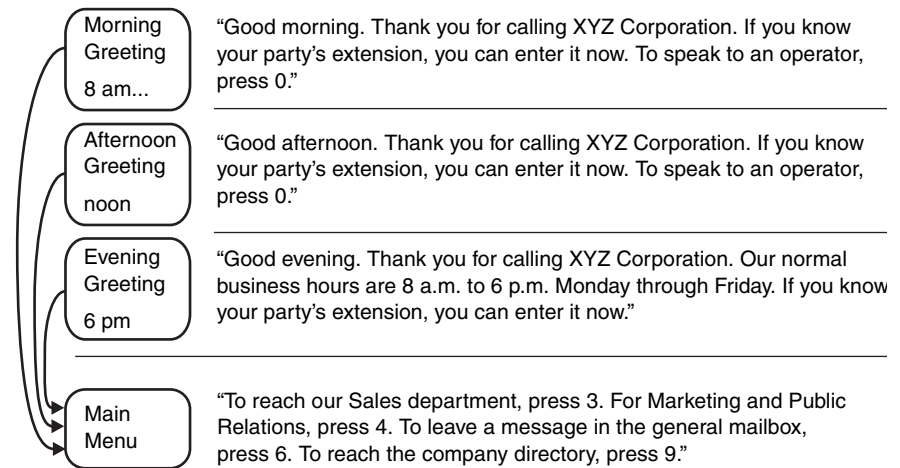 Morning
Greeting
8 am...
“Good morning. Thank you for calling XYZ Corporation. If you know
your party’s extension, you can enter it now. To speak to an operator,
press 0.”
Afternoon
Greeting
noon
“Good afternoon. Thank you for calling XYZ Corporation. If you know
your party’s extension, you can enter it now. To speak to an operator,
press 0.”
Evening
Greeting
6 pm
“Good evening. Thank you for calling XYZ Corporation. Our normal
business hours are 8 a.m. to 6 p.m. Monday through Friday. If you know
your party’s extension, you can enter it now.”
Main
Menu
“To reach our Sales department, press 3. For Marketing and Public
Relations, press 4. To leave a message in the general mailbox,
press 6. To reach the company directory, press 9.”